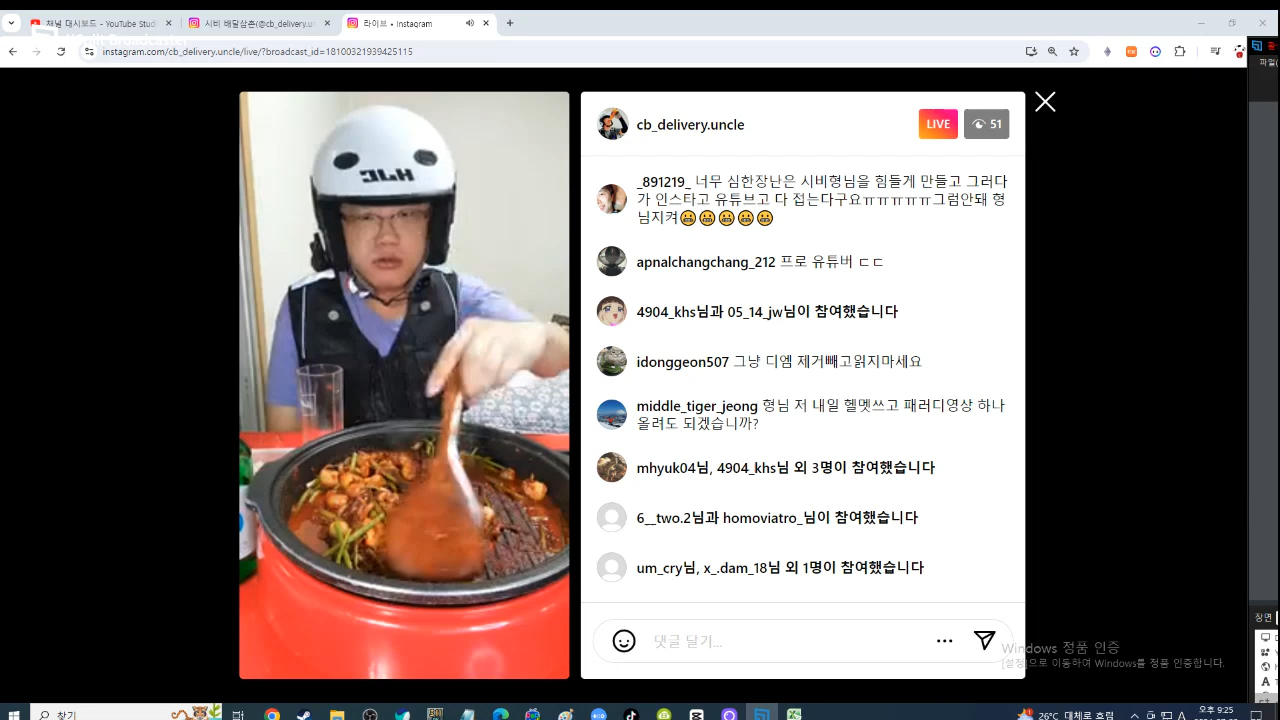 채널 대시보드 - YouTube Studi
시비 배달삼촌(@cb_delivery.un
라이브 • Instagram
XSplit Broadcaster
instagram.com/cb_delivery.uncle/live/?broadcast_id=18100321939425115
파일(
cb_delivery.uncle
LIVE
51
_891219_ 너무 심한장난은 시비형님을 힘들게 만들고 그러다
가 인스타고 유튜브고 다 접는다구요ㅠㅠㅠㅠㅠ그럼안돼 형
님지켜😬😬😬😬😬
apnalchangchang_212 프로 유튜버 ㄷㄷ
4904_khs님과 05_14_jw님이 참여했습니다
idonggeon507 그냥 디엠 제거빼고읽지마세요
middle_tiger_jeong 형님 저 내일 헬멧쓰고 패러디영상 하나
올려도 되겠습니까?
mhyuk04님, 4904_khs님 외 3명이 참여했습니다
6__two.2님과 homoviatro_님이 참여했습니다
um_cry님, x_.dam_18님 외 1명이 참여했습니다
댓글 달기...
Windows 정품 인증
[설정]으로 이동하여 Windows를 정품 인증합니다.
장면
찾기
26°C 대체로 흐림
A
오후 9:25